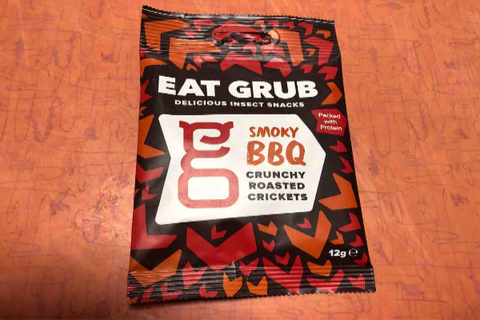 EAT GRUB
DELICIOUS INSECT SNACKS
Packed
with
Protein
SMOKY
BBQ
CRUNCHY
ROASTED
CRICKETS
12g ℮